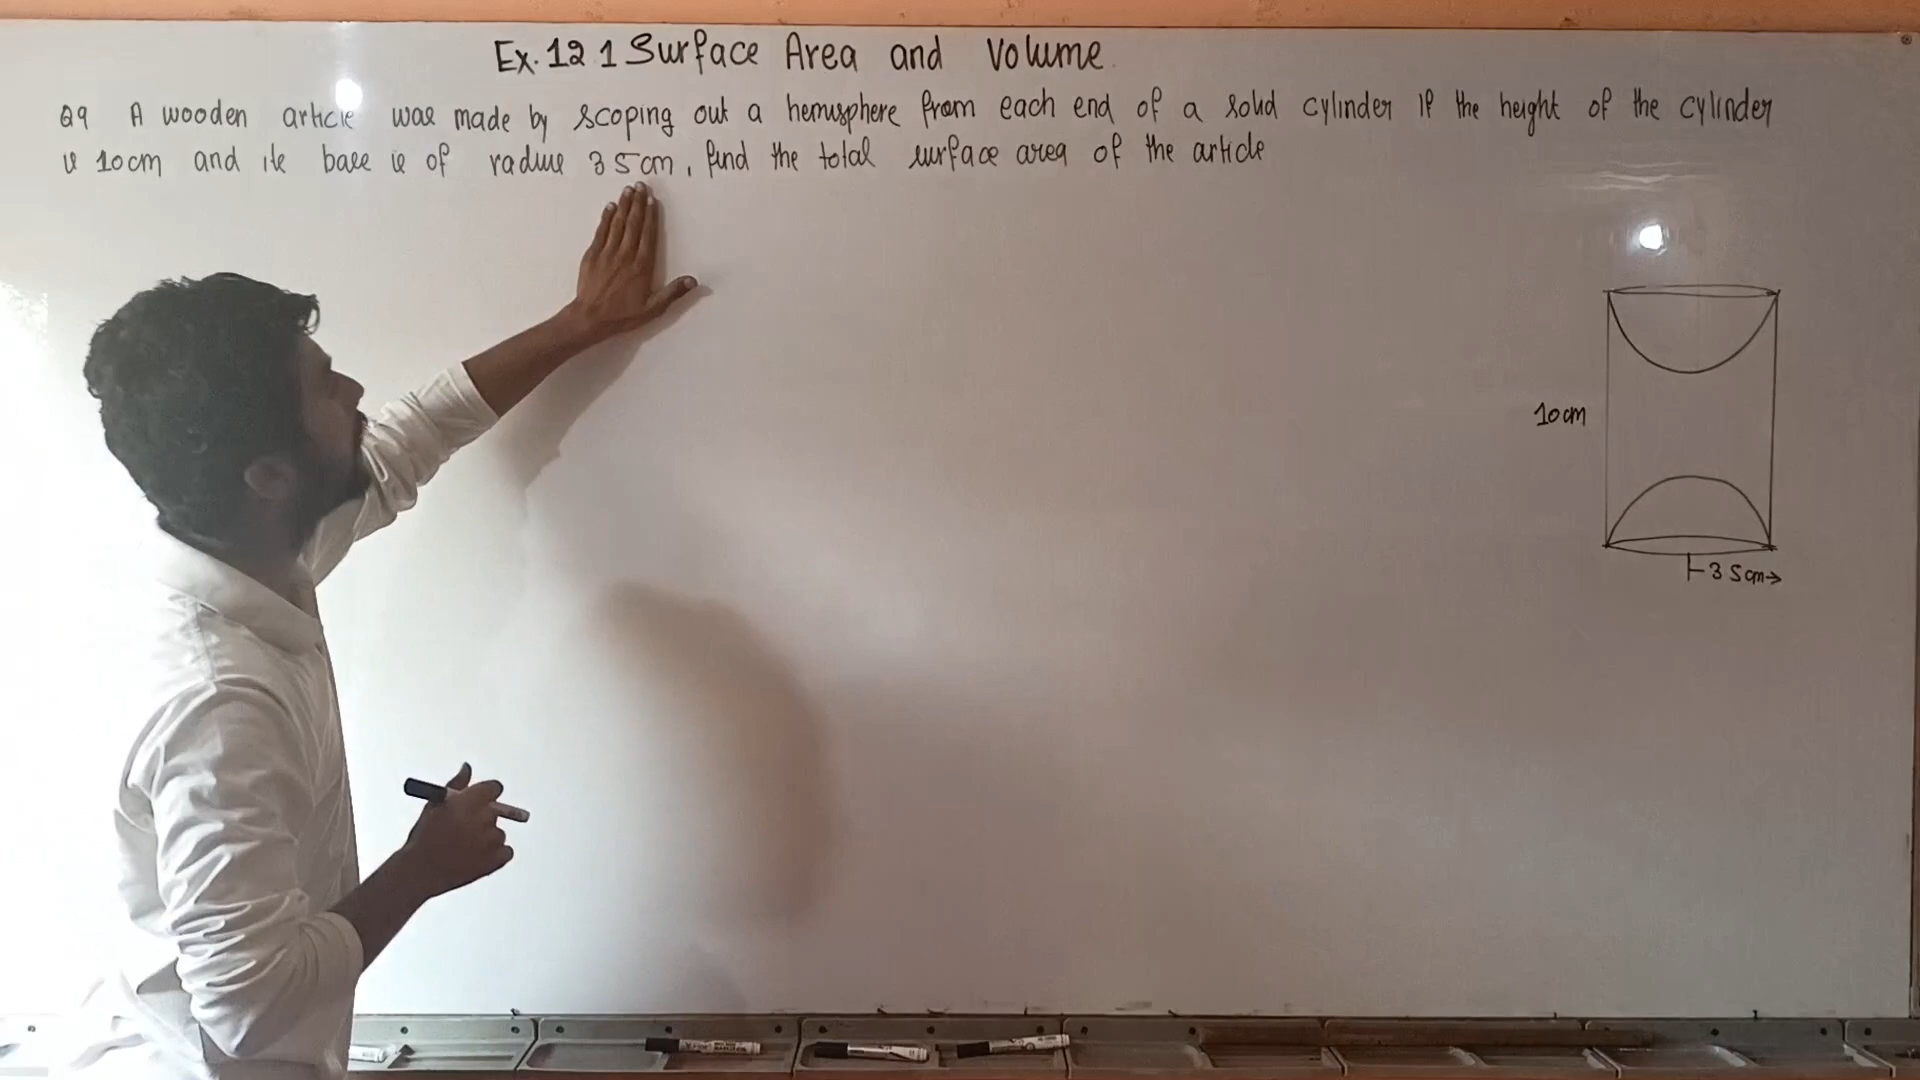 Ex. 12.1 Surface Area and Volume
Q9 A wooden article was made by scoping out a hemisphere from each end of a solid cylinder If the height of the cylinder
is 10cm and its base is of radius 3.5cm, find the total surface area of the article
10cm
3.5cm